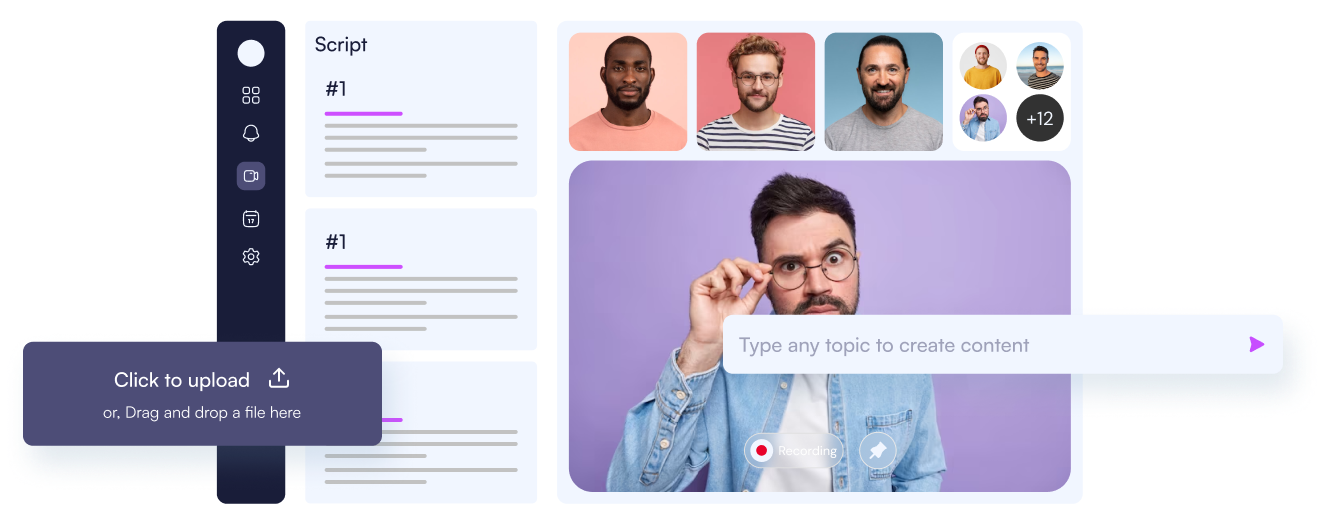 Script
#1
#1
Click to upload
or, Drag and drop a file here
17
+12
Type any topic to create content
Recording